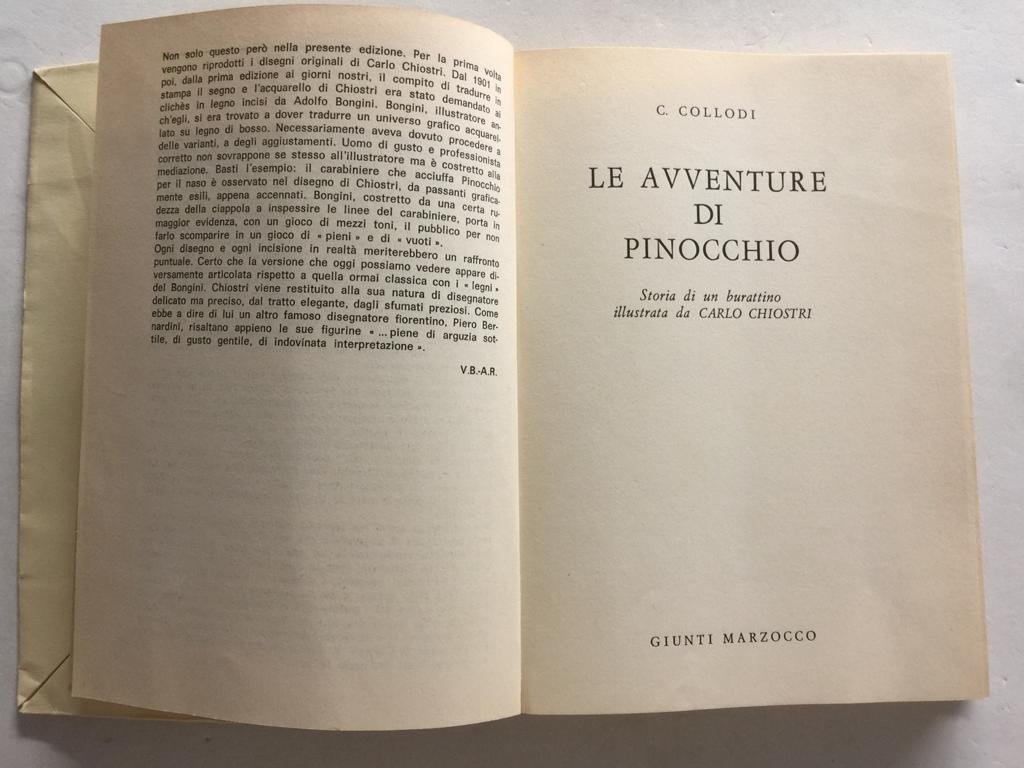 Non solo questo però nella presente edizione. Per la prima volta
vengono riprodotti i disegni originali di Carlo Chiostri. Dal 1901 in
poi, dalla prima edizione ai giorni nostri, il compito di tradurre in
stampa il segno e l'acquarello di Chiostri era stato demandato ai
clichès in legno incisi da Adolfo Bongini. Bongini, illustratore an-
ch'egli, si era trovato a dover tradurre un universo grafico acquarel-
lato su legno di bosso. Necessariamente aveva dovuto procedere a
delle varianti, a degli aggiustamenti. Uomo di gusto e professionista
corretto non sovrappone se stesso all'illustratore ma è costretto alla
mediazione. Basti l'esempio: il carabiniere che acciuffa Pinocchio
per il naso è osservato nel disegno di Chiostri, da passanti grafica-
mente esili, appena accennati. Bongini, costretto da una certa ru-
dezza della ciappola a inspessire le linee del carabiniere, porta in
maggior evidenza, con un gioco di mezzi toni, il pubblico per non
farlo scomparire in un gioco di « pieni » e di « vuoti ».
Ogni disegno e ogni incisione in realtà meriterebbero un raffronto
puntuale. Certo che la versione che oggi possiamo vedere appare di-
versamente articolata rispetto a quella ormai classica con i « legni »
del Bongini. Chiostri viene restituito alla sua natura di disegnatore
delicato ma preciso, dal tratto elegante, dagli sfumati preziosi. Come
ebbe a dire di lui un altro famoso disegnatore fiorentino, Piero Ber-
nardini, risaltano appieno le sue figurine « ... piene di arguzia sot-
tile, di gusto gentile, di indovinata interpretazione ».
V.B.-A.R.
C. COLLODI
LE AVVENTURE
DI
PINOCCHIO
Storia di un burattino
illustrata da CARLO CHIOSTRI
GIUNTI MARZOCCO